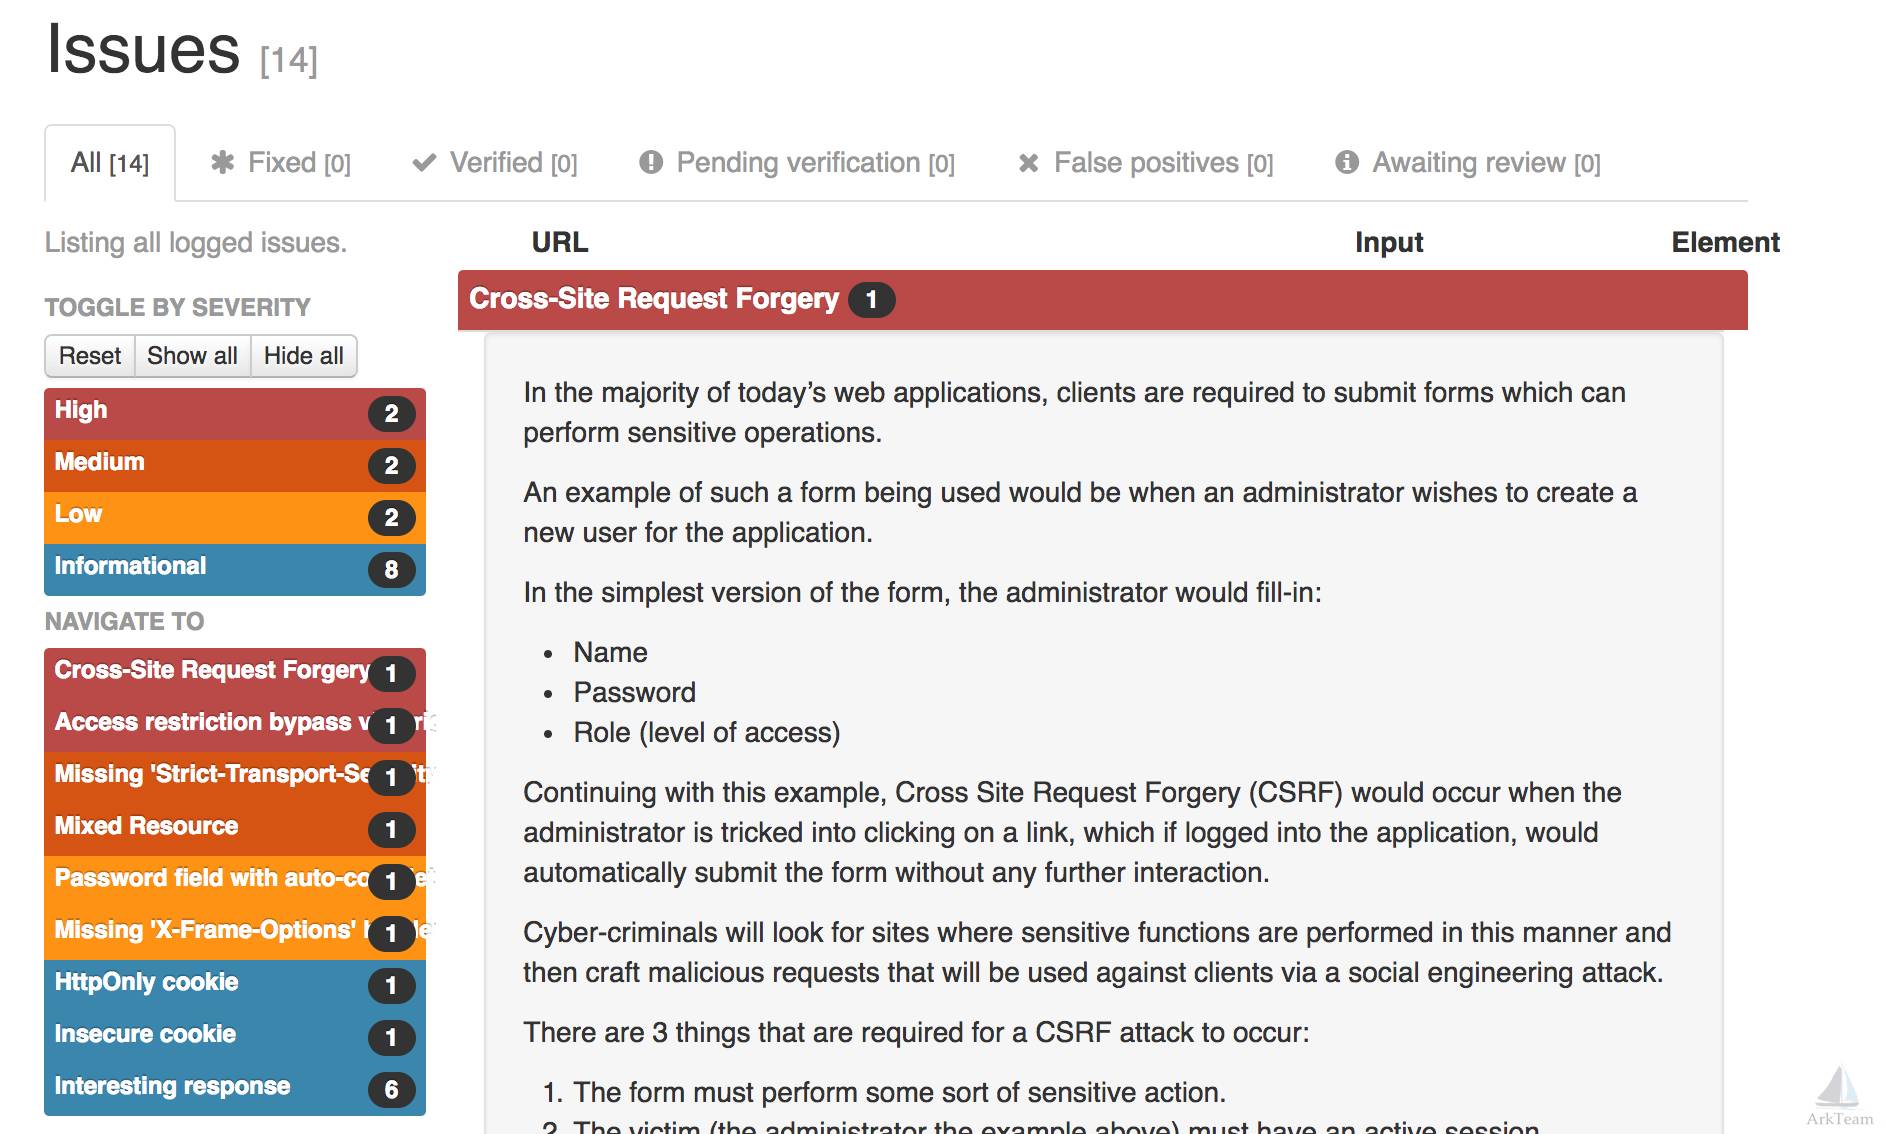 Issues [14]
All [14] Fixed [0] Verified [0] Pending verification [0] False positives [0] Awaiting review [0]
Listing all logged issues.
TOGGLE BY SEVERITY
Reset Show all Hide all
High 2
Medium 2
Low 2
Informational 8
NAVIGATE TO
Cross-Site Request Forgery 1
Access restriction bypass 1
Missing 1
Mixed Resource 1
Password field with 1
Missing 'X-Frame-Options' 1
HttpOnly cookie 1
Insecure cookie 1
Interesting response 6
URL Input Element
Cross-Site Request Forgery 1
In the majority of today’s web applications, clients are required to submit forms which can
perform sensitive operations.
An example of such a form being used would be when an administrator wishes to create a
new user for the application.
In the simplest version of the form, the administrator would fill-in:
• Name
• Password
• Role (level of access)
Continuing with this example, Cross Site Request Forgery (CSRF) would occur when the
administrator is tricked into clicking on a link, which if logged into the application, would
automatically submit the form without any further interaction.
Cyber-criminals will look for sites where sensitive functions are performed in this manner and
then craft malicious requests that will be used against clients via a social engineering attack.
There are 3 things that are required for a CSRF attack to occur:
1. The form must perform some sort of sensitive action.
2. The victim (the administrator the example above) must have an active session.
ArkTeam